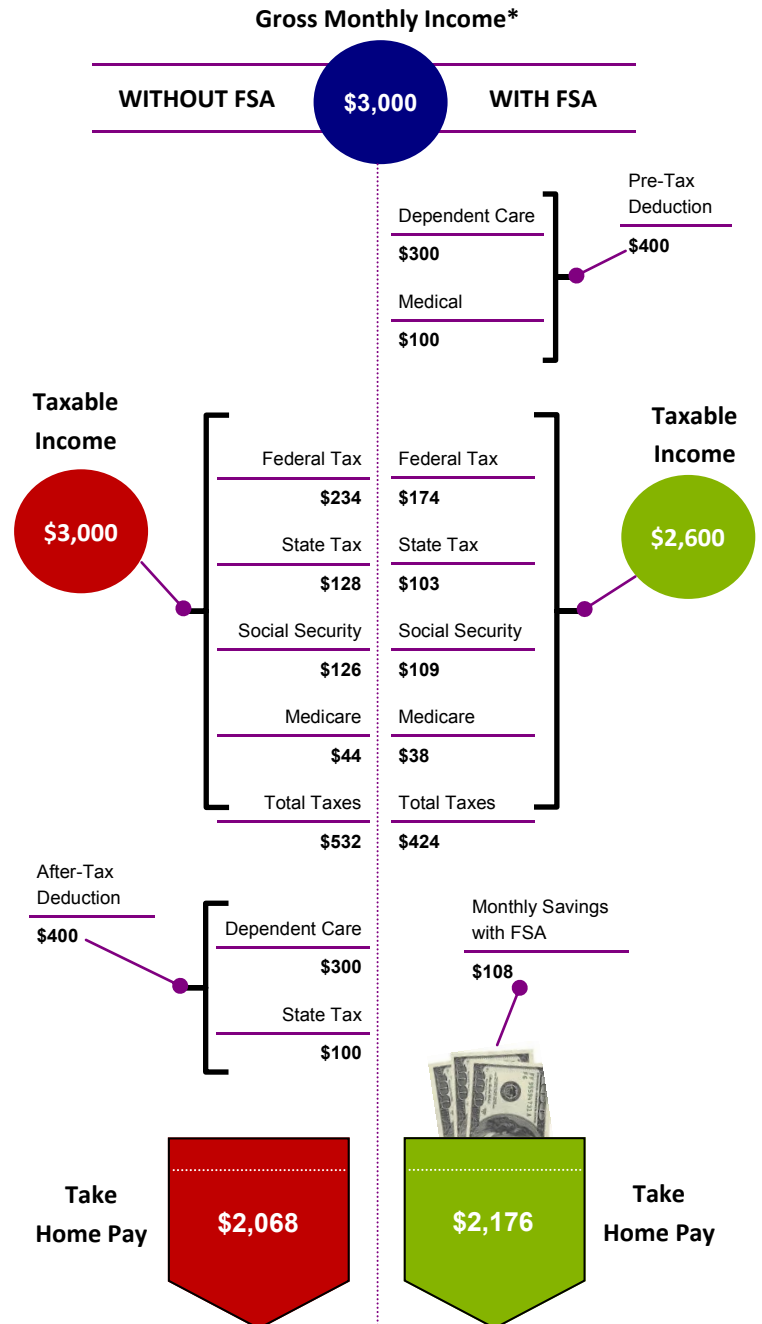 Gross Monthly Income*
WITHOUT FSA
$3,000
WITH FSA
Dependent Care
$300
Medical
$100
Pre-Tax
Deduction
$400
Taxable
Income
$3,000
Federal Tax
$234
State Tax
$128
Social Security
$126
Medicare
$44
Total Taxes
$532
Federal Tax
$174
State Tax
$103
Social Security
$109
Medicare
$38
Total Taxes
$424
Taxable
Income
$2,600
After-Tax
Deduction
$400
Dependent Care
$300
State Tax
$100
Monthly Savings
with FSA
$108
Take
Home Pay
$2,068
$2,176
Take
Home Pay